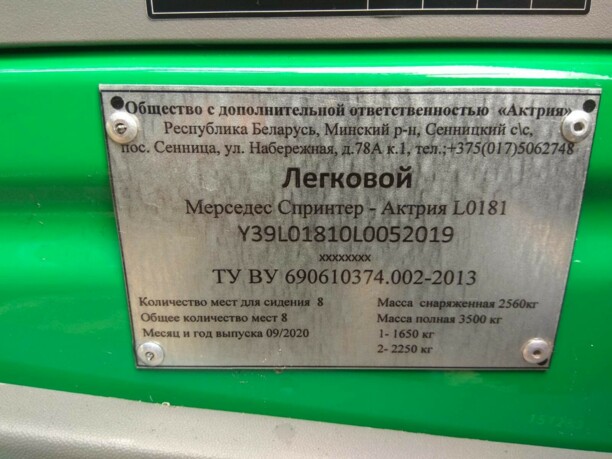 Общество с дополнительной ответственностью «Актрия»
Республика Беларусь, Минский р-н, Сенницкий с\с,
пос. Сенница, ул. Набережная, д.78А к.1, тел.;+375(017)5062748
Легковой
Мерседес Спринтер - Актрия L0181
Y39L01810L0052019
xxxxxxxx
ТУ BY 690610374.002-2013
Количество мест для сидения 8 Масса снаряженная 2560кг
Общее количество мест 8 Масса полная 3500 кг
Месяц и год выпуска 09/2020 1- 1650 кг
2- 2250 кг